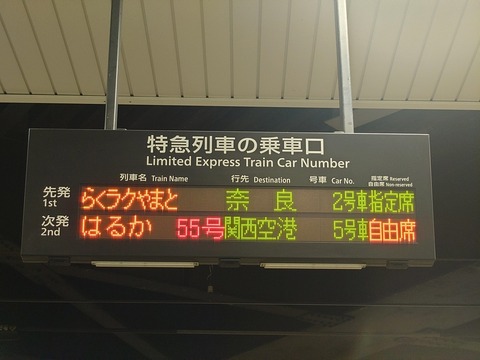 特急列車の乗車口
Limited Express Train Car Number
列車名 Train Name 行先 Destination 号車 Car No. 指定席 Reserved
自由席 Non-reserved
先発 らくラクやまと 奈良 2号車指定席
1st
次発 はるか 55号 関西空港 5号車自由席
2nd